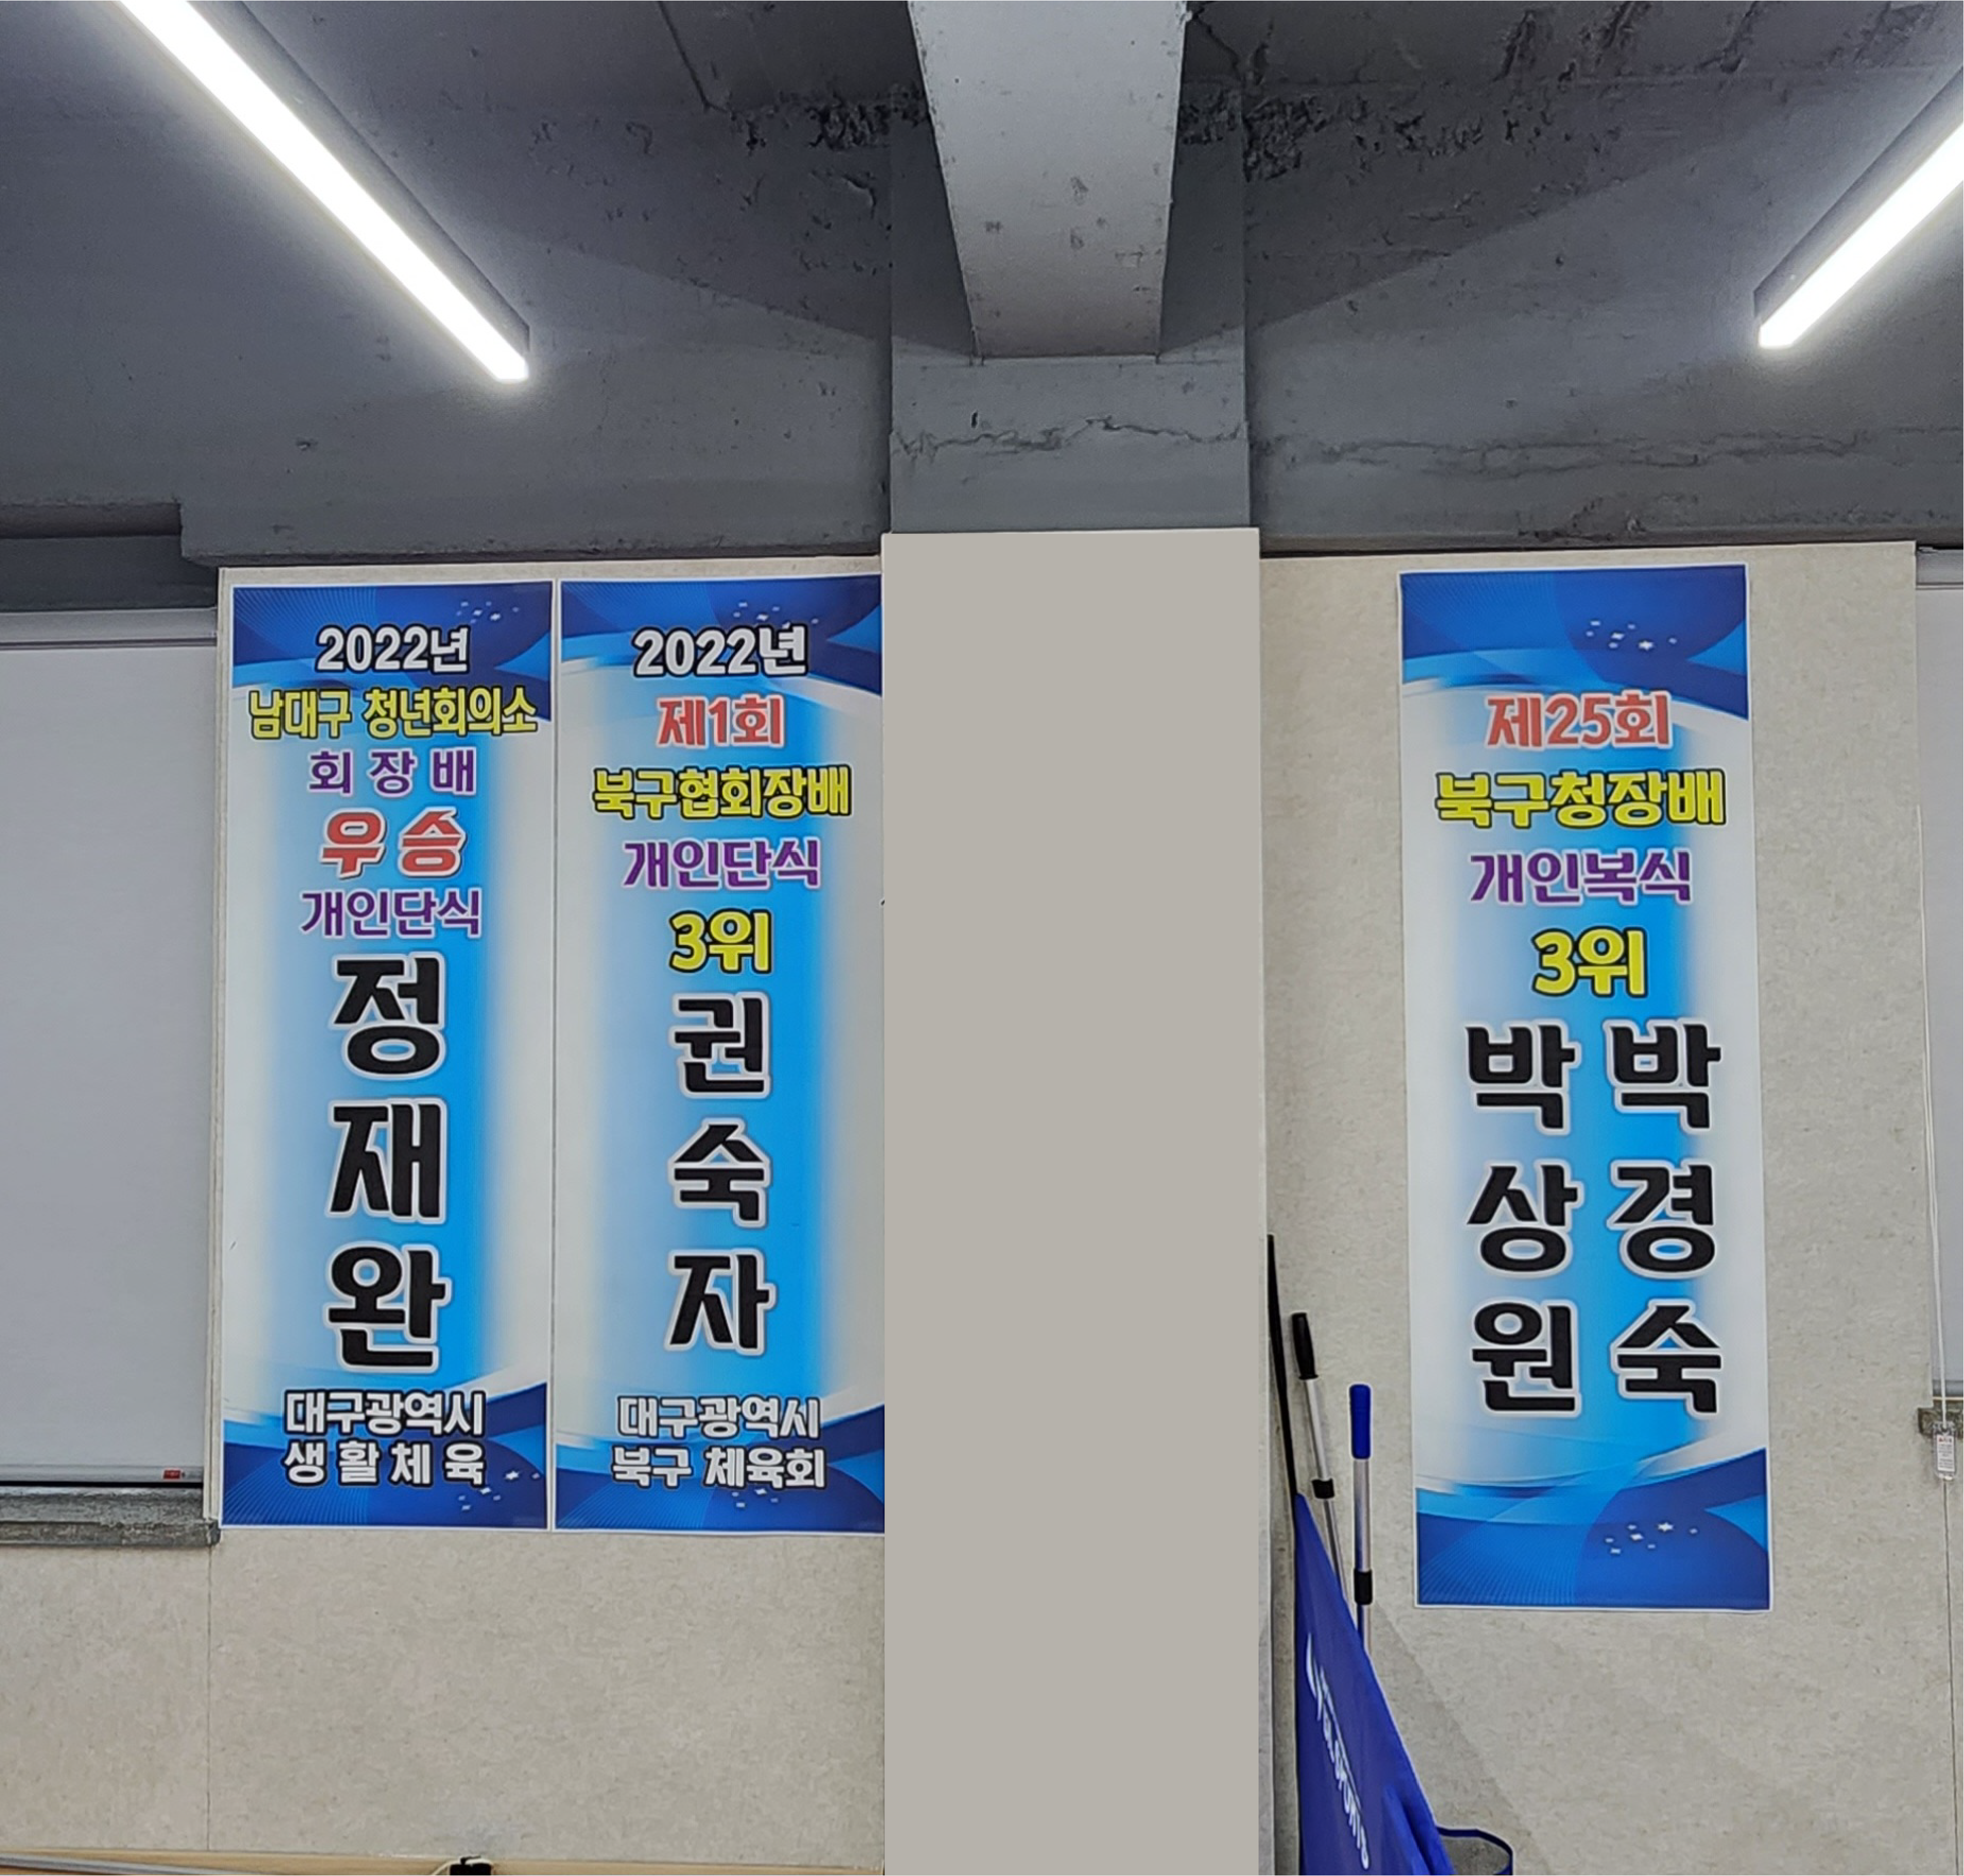 2022년
남대구 청년회의소
회장배
우승
개인단식
정
재
완
대구광역시
생활체육
2022년
제1회
북구협회장배
개인단식
3위
권
숙
자
대구광역시
북구 체육회
제25회
북구청장배
개인복식
3위
박 박
상 경
원 숙